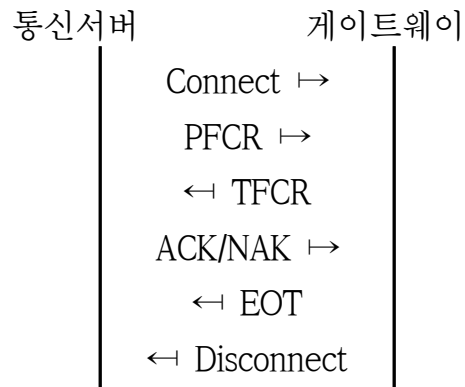 통신서버 게이트웨이
Connect ↦
PFCR ↦
↤ TFCR
ACK/NAK ↦
↤ EOT
↤ Disconnect